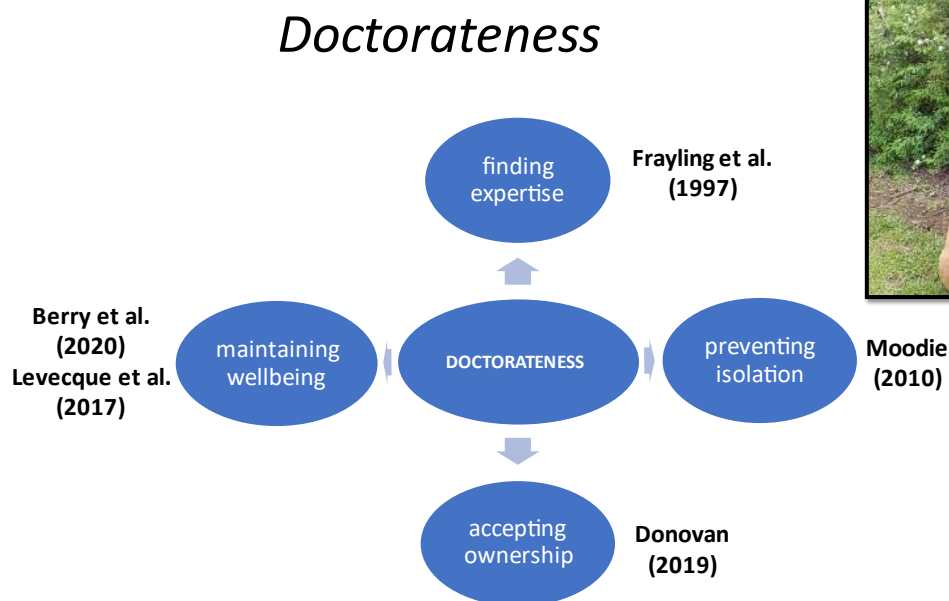 Doctorateness
finding
expertise
Frayling et al.
(1997)
Berry et al.
(2020)
Levecque et al.
(2017)
maintaining
wellbeing
DOCTORATENESS
preventing
isolation
Moodie
(2010)
accepting
ownership
Donovan
(2019)